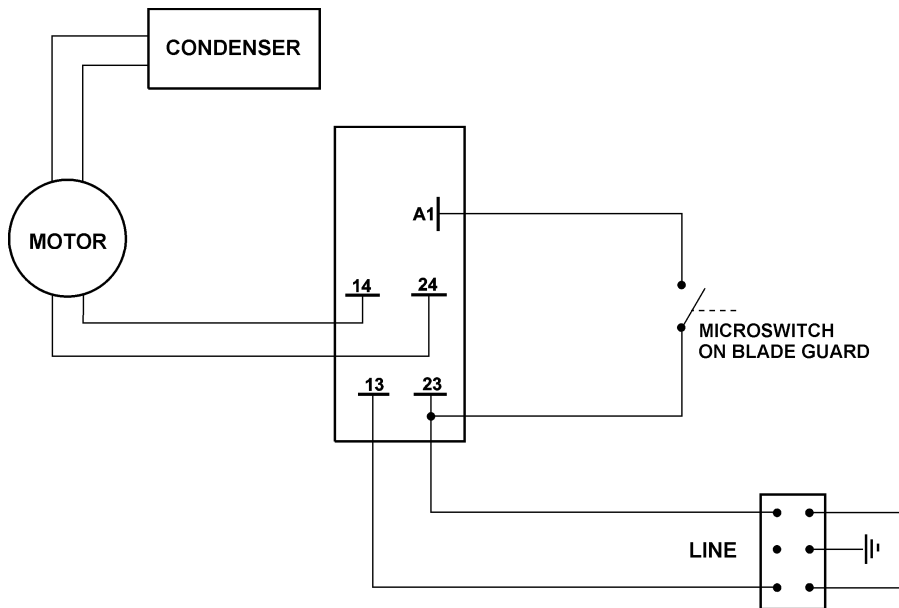 CONDENSER
A1
MOTOR
14
24
MICROSWITCH
ON BLADE GUARD
13
23
LINE